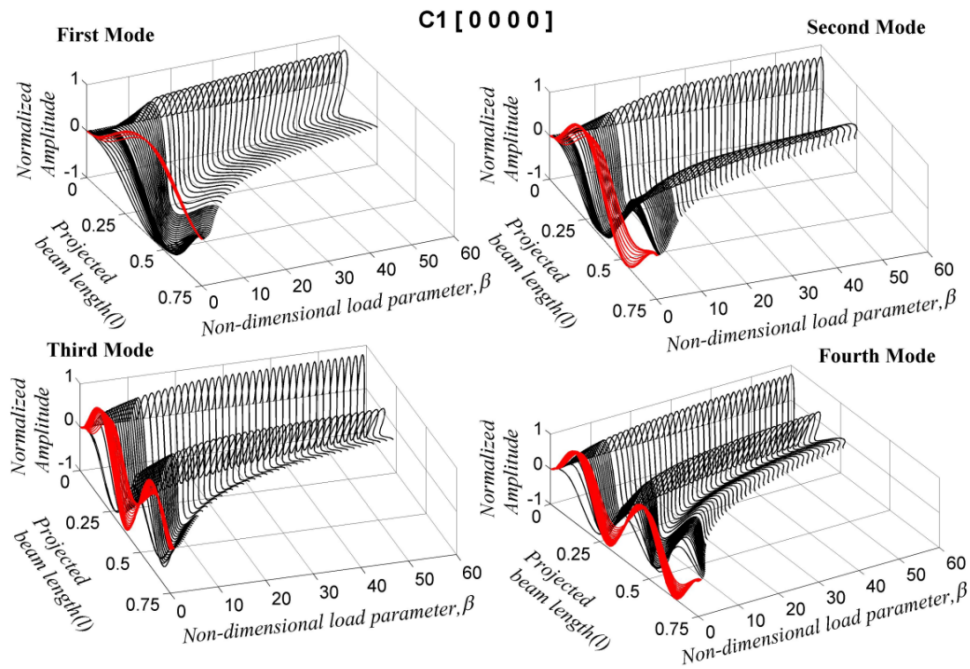 C1 [ 0 0 0 0 ]
First Mode
Normalized
Amplitude
1
0
-1
0
0.25
0.5
0.75
Projected
beam length(l)
0 10 20 30 40 50 60
Non-dimensional load parameter,β
Second Mode
Normalized
Amplitude
1
0
-1
0
0.25
0.5
0.75
Projected
beam length(l)
0 10 20 30 40 50 60
Non-dimensional load parameter,β
Third Mode
Normalized
Amplitude
1
0
-1
0
0.25
0.5
0.75
Projected
beam length(l)
0 10 20 30 40 50 60
Non-dimensional load parameter,β
Fourth Mode
Normalized
Amplitude
1
0
-1
0
0.25
0.5
0.75
Projected
beam length(l)
0 10 20 30 40 50 60
Non-dimensional load parameter,β